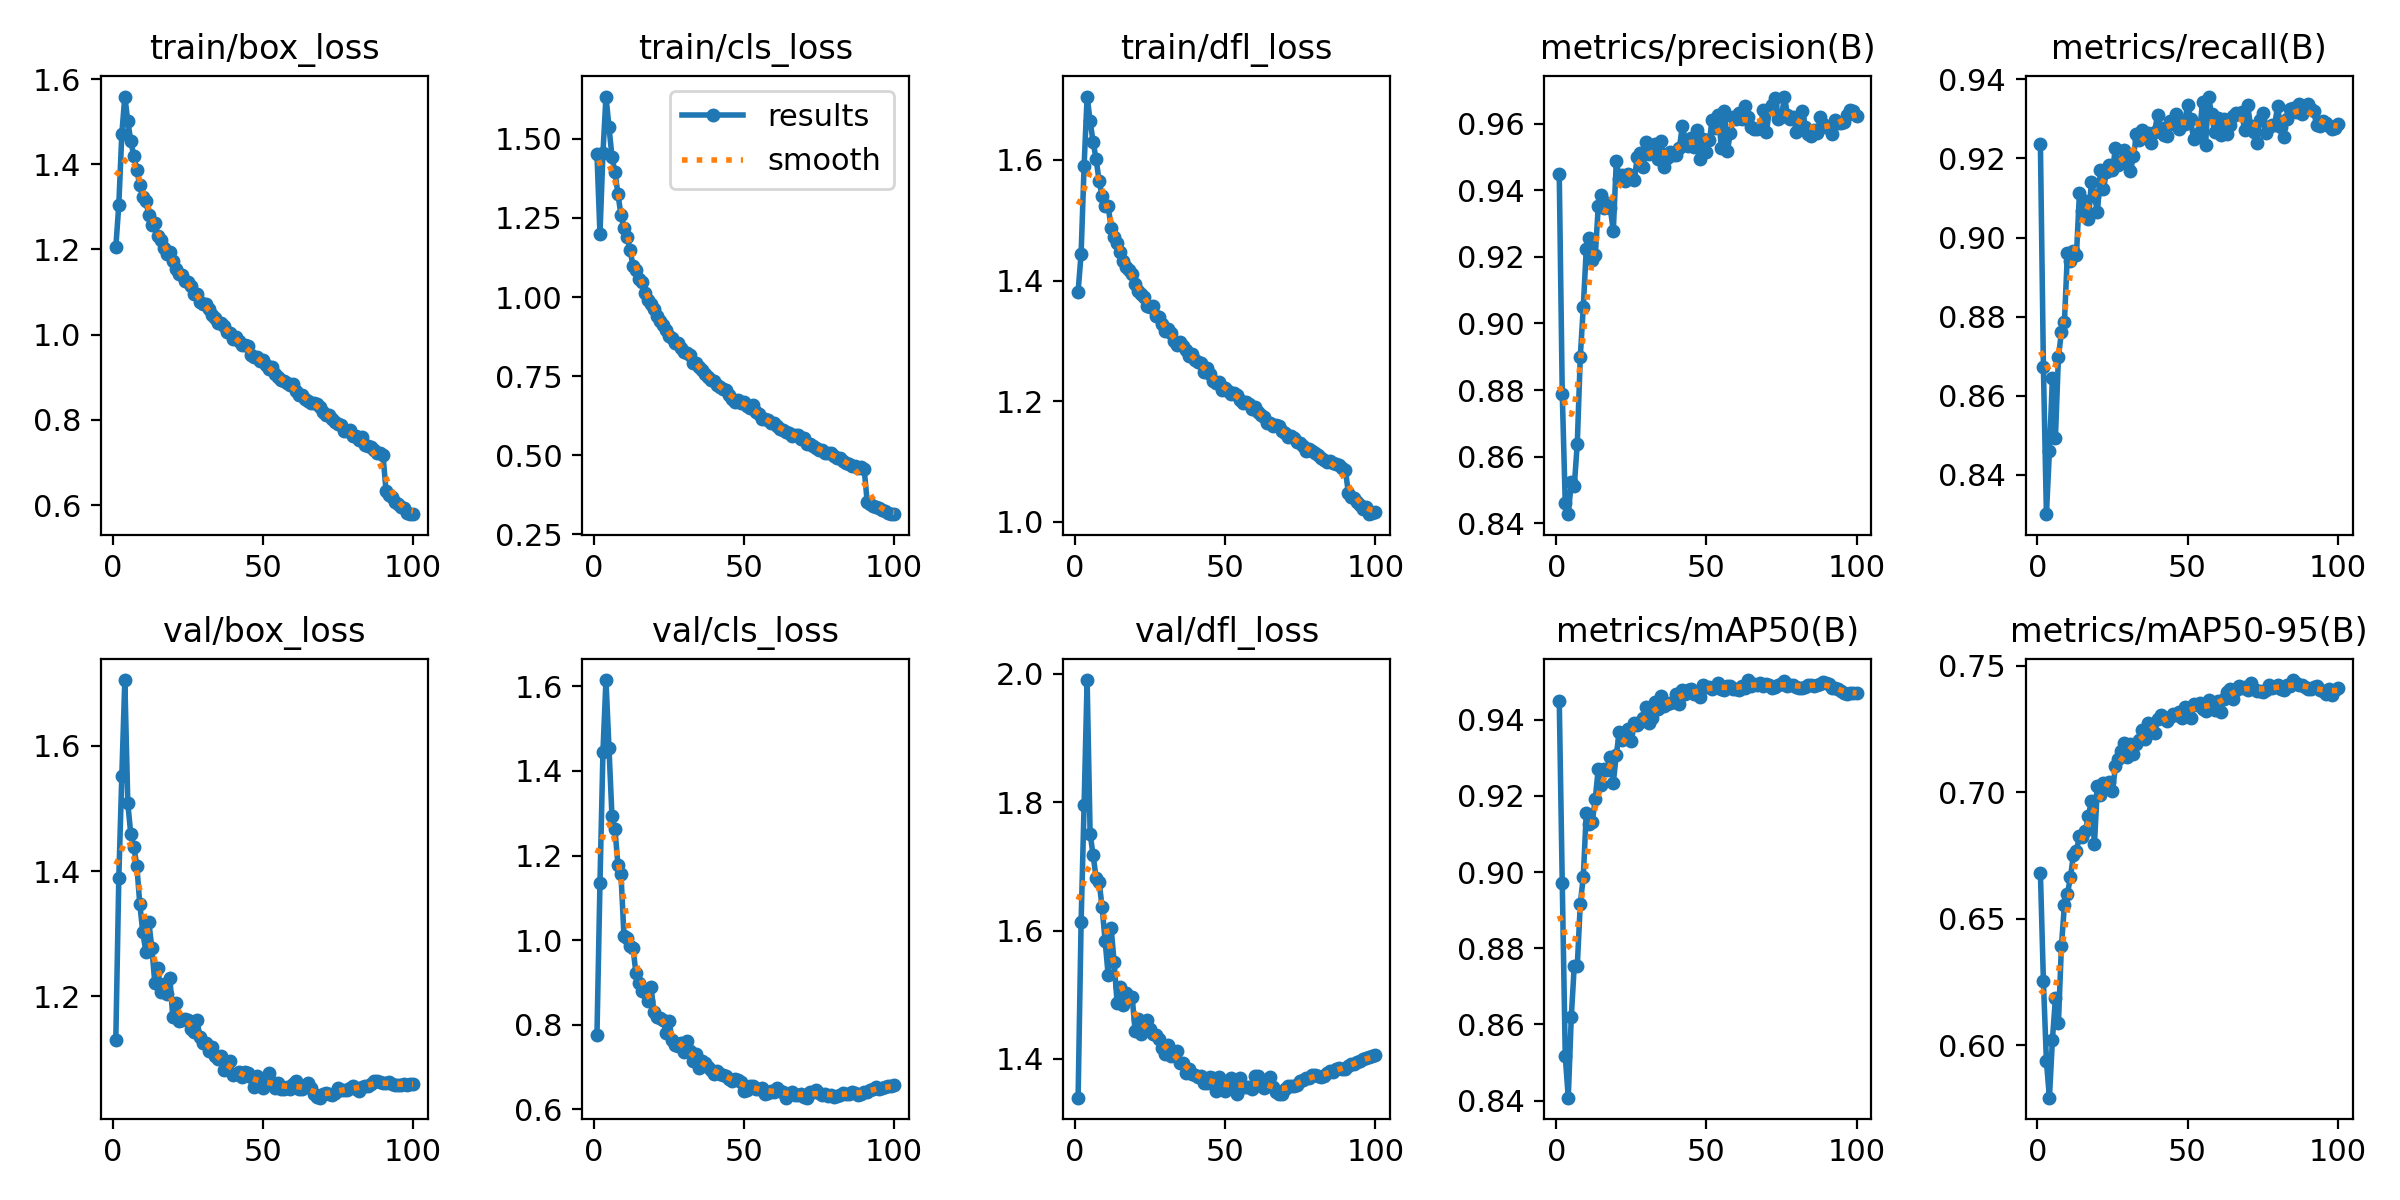 train/box_loss
1.6
1.4
1.2
1.0
0.8
0.6
0 50 100
train/cls_loss
results
smooth
1.50
1.25
1.00
0.75
0.50
0.25
0 50 100
train/dfl_loss
1.6
1.4
1.2
1.0
0 50 100
metrics/precision(B)
0.96
0.94
0.92
0.90
0.88
0.86
0.84
0 50 100
metrics/recall(B)
0.94
0.92
0.90
0.88
0.86
0.84
0 50 100
val/box_loss
1.6
1.4
1.2
0 50 100
val/cls_loss
1.6
1.4
1.2
1.0
0.8
0.6
0 50 100
val/dfl_loss
2.0
1.8
1.6
1.4
0 50 100
metrics/mAP50(B)
0.94
0.92
0.90
0.88
0.86
0.84
0 50 100
metrics/mAP50-95(B)
0.75
0.70
0.65
0.60
0 50 100